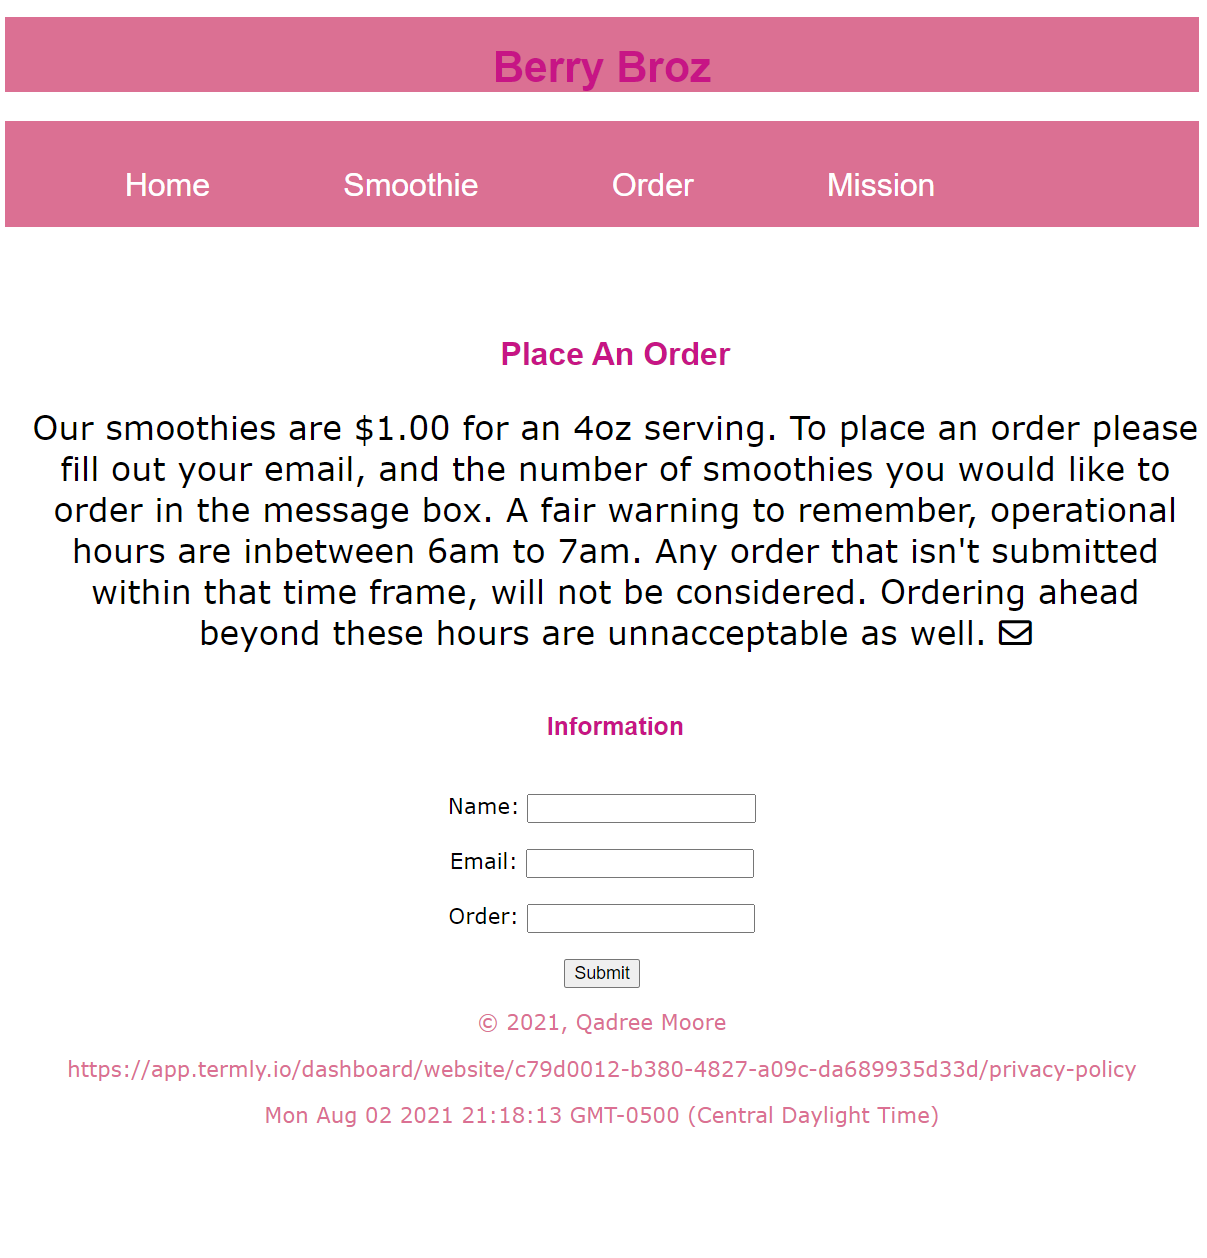 Berry Broz
Home Smoothie Order Mission
Place An Order
Our smoothies are $1.00 for an 4oz serving. To place an order please
fill out your email, and the number of smoothies you would like to
order in the message box. A fair warning to remember, operational
hours are inbetween 6am to 7am. Any order that isn't submitted
within that time frame, will not be considered. Ordering ahead
beyond these hours are unnacceptable as well.
Information
Name:
Email:
Order:
Submit
© 2021, Qadree Moore
https://app.termly.io/dashboard/website/c79d0012-b380-4827-a09c-da689935d33d/privacy-policy
Mon Aug 02 2021 21:18:13 GMT-0500 (Central Daylight Time)